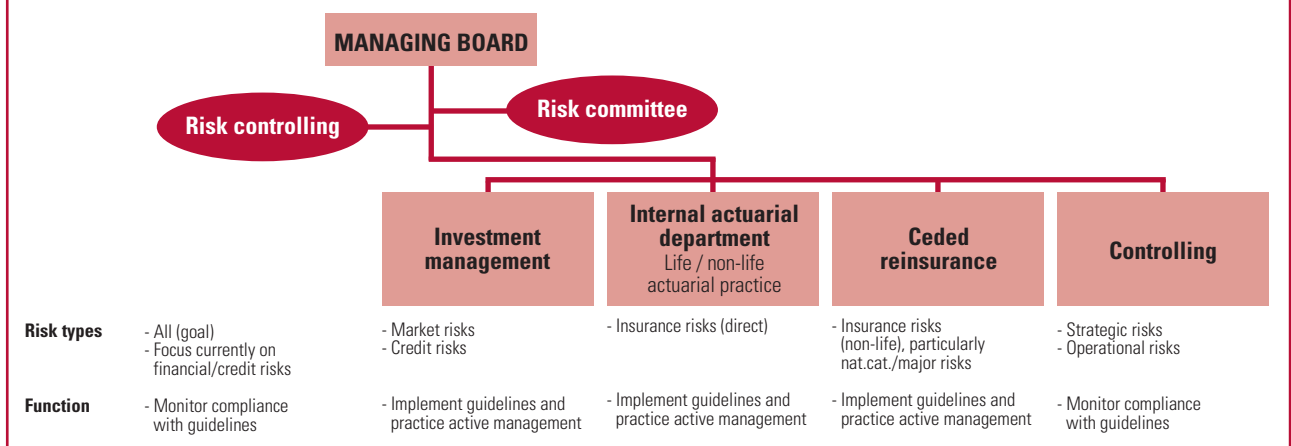 MANAGING BOARD
Risk committee
Risk controlling
Investment
management
Internal actuarial
department
Life / non-life
actuarial practice
Ceded
reinsurance
Controlling
Risk types
- All (goal)
- Focus currently on
financial/credit risks
- Market risks
- Credit risks
- Insurance risks (direct)
- Insurance risks
(non-life), particularly
nat.cat./major risks
- Strategic risks
- Operational risks
Function
- Monitor compliance
with guidelines
- Implement guidelines and
practice active management
- Implement guidelines and
practice active management
- Implement guidelines and
practice active management
- Monitor compliance
with guidelines